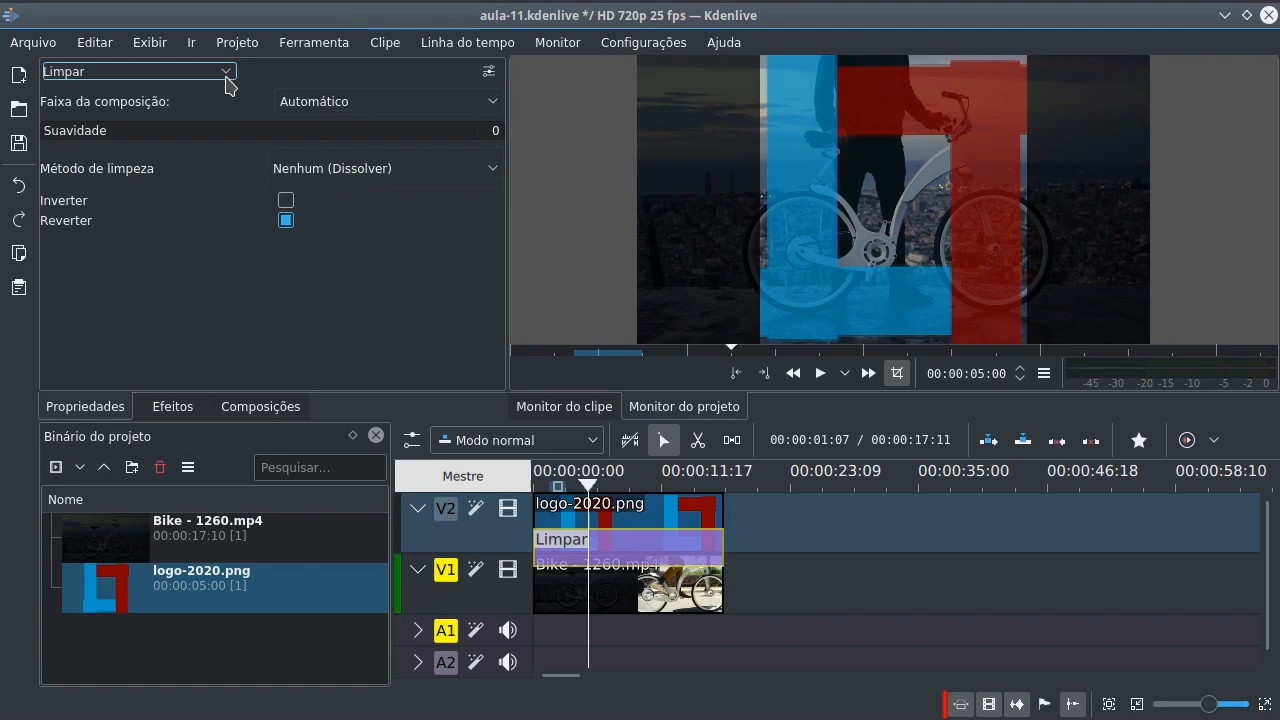 aula-11.kdenlive */ HD 720p 25 fps — Kdenlive
Arquivo Editar Exibir Ir Projeto Ferramenta Clipe Linha do tempo Monitor Configurações Ajuda
Limpar
Faixa da composição: Automático
Suavidade 0
Método de limpeza Nenhum (Dissolver)
Inverter
Reverter
00:00:05:00
-45 -30 -20 -15 -10 -5 -2 0
Propriedades Efeitos Composições
Monitor do clipe Monitor do projeto
Binário do projeto
Modo normal
00:00:01:07 / 00:00:17:11
Pesquisar...
Mestre
00:00:00:00 00:00:11:17 00:00:23:09 00:00:35:00 00:00:46:18 00:00:58:10
Nome
Bike - 1260.mp4
00:00:17:10 [1]
logo-2020.png
00:00:05:00 [1]
V2
logo-2020.png
Limpar
V1
Bike - 1260.mp4
A1
A2